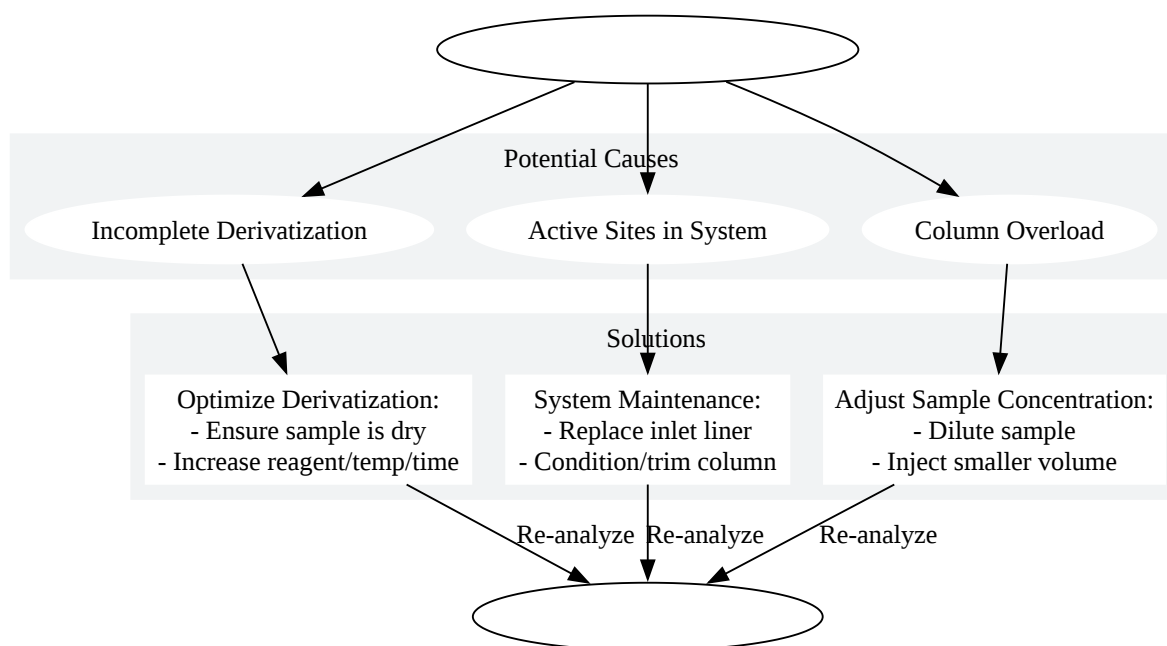 Potential Causes
Incomplete Derivatization
Active Sites in System
Column Overload
Solutions
Optimize Derivatization:
- Ensure sample is dry
- Increase reagent/temp/time
System Maintenance:
- Replace inlet liner
- Condition/trim column
Adjust Sample Concentration:
- Dilute sample
- Inject smaller volume
Re-analyze
Re-analyze
Re-analyze